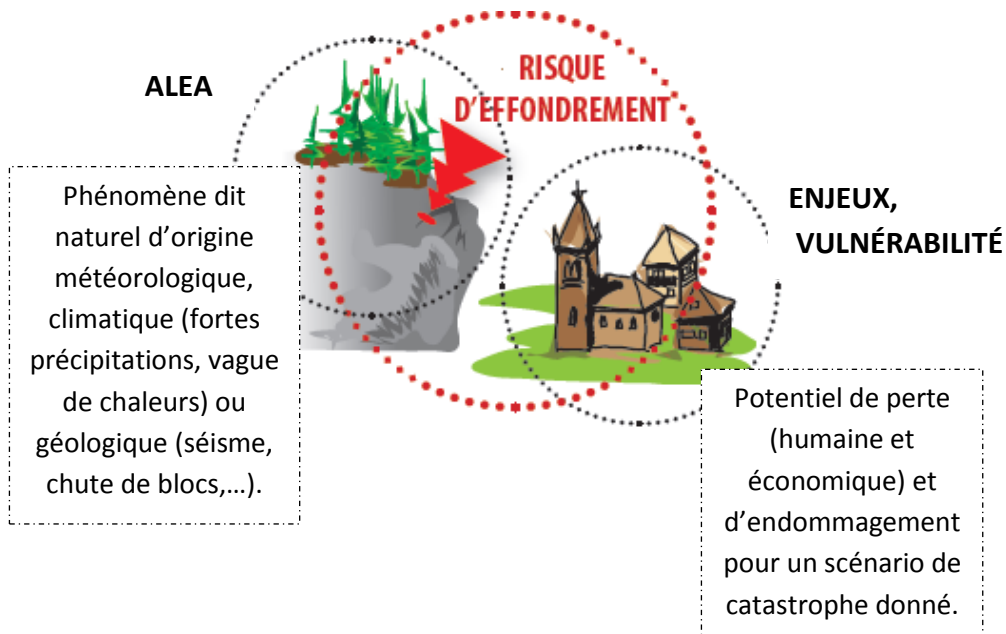 ALEA
RISQUE
D'EFFONDREMENT
Phénomène dit
naturel d’origine
météorologique,
climatique (fortes
précipitations, vague
de chaleurs) ou
géologique (séisme,
chute de blocs,…).
ENJEUX,
VULNÉRABILITÉ
Potentiel de perte
(humaine et
économique) et
d’endommagement
pour un scénario de
catastrophe donné.